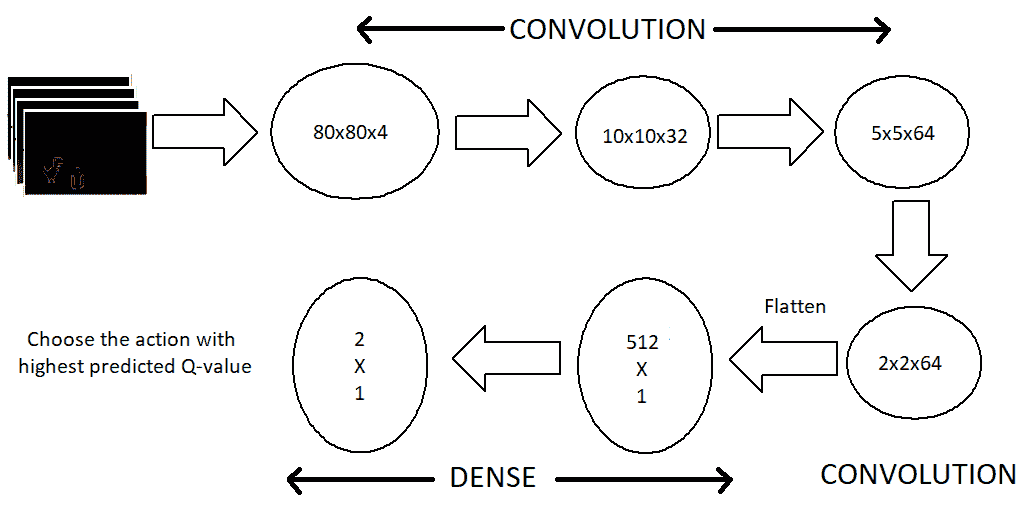 CONVOLUTION
80x80x4
10x10x32
5x5x64
Flatten
2x2x64
512
X
1
2
X
1
Choose the action with
highest predicted Q-value
DENSE
CONVOLUTION